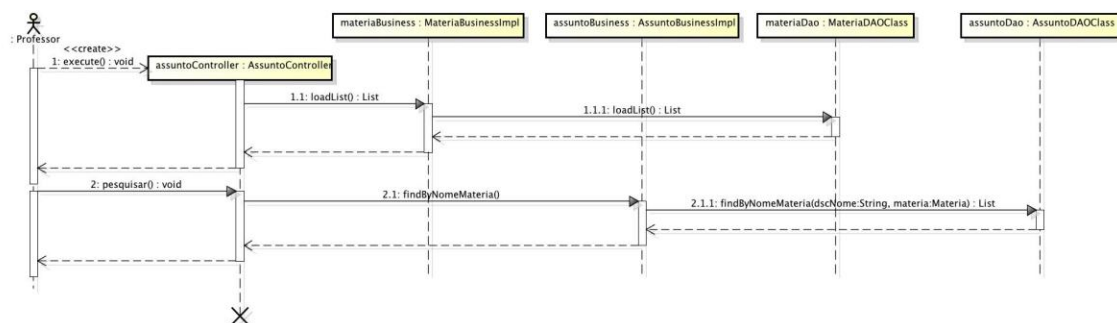 materiaBusiness : MateriaBusinessImpl
assuntoBusiness : AssuntoBusinessImpl
materiaDao : MateriaDAOClass
assuntoDao : AssuntoDAOClass
: Professor
<<create>>
1: execute() : void
assuntoController : AssuntoController
1.1: loadList() : List
1.1.1: loadList() : List
2: pesquisar() : void
2.1: findByNomeMateria()
2.1.1: findByNomeMateria(dscNome:String, materia:Materia) : List